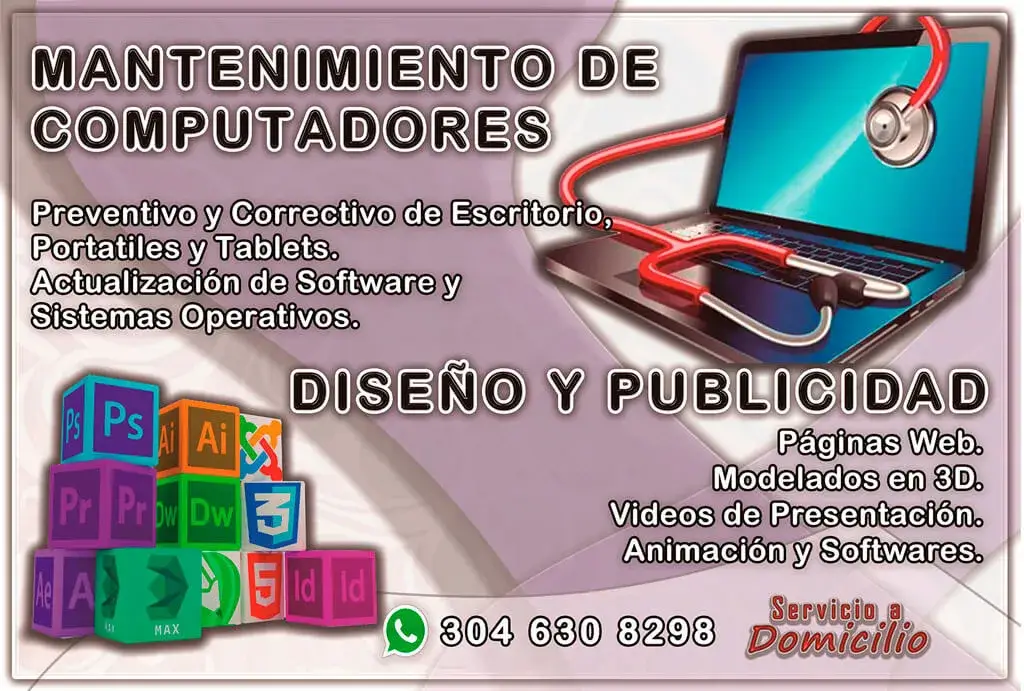 MANTENIMIENTO DE
COMPUTADORES
Preventivo y Correctivo de Escritorio,
Portatiles y Tablets.
Actualización de Software y
Sistemas Operativos.
DISEÑO Y PUBLICIDAD
Páginas Web.
Modelados en 3D.
Videos de Presentación.
Animación y Softwares.
Ps Ps
Ai Ai
Pr Pr
Dw Dw
3
Ae A
MAX
5
Id Id
304 630 8298
Servicio a
Domicilio